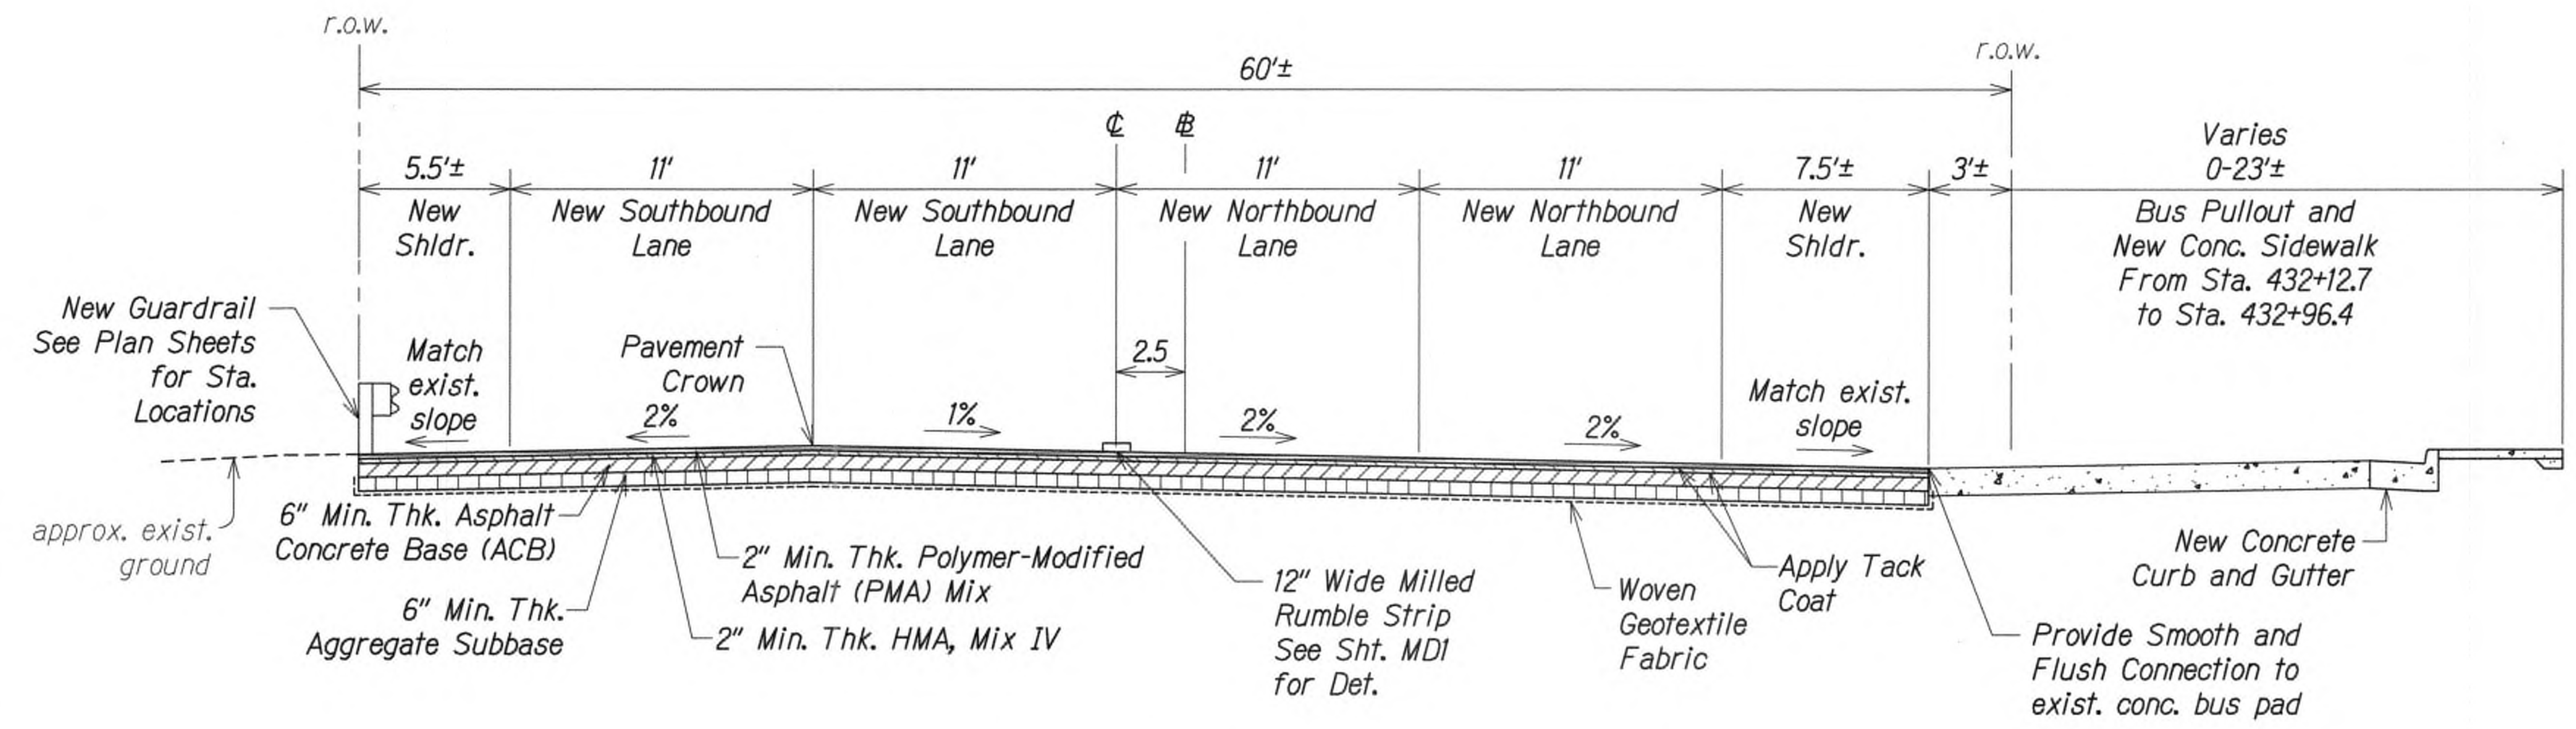 r.o.w.
r.o.w.
60'±
℄
B
Varies
5.5'±
11'
11'
11'
11'
7.5'±
3'±
0-23'±
New
Shldr.
New Southbound
Lane
New Southbound
Lane
New Northbound
Lane
New Northbound
Lane
New
Shldr.
Bus Pullout and
New Conc. Sidewalk
From Sta. 432+12.7
to Sta. 432+96.4
New Guardrail
See Plan Sheets
for Sta.
Locations
Match
exist.
slope
Pavement
Crown
2.5
Match exist.
slope
2%
1%
2%
2%
approx. exist.
ground
6" Min. Thk. Asphalt
Concrete Base (ACB)
6" Min. Thk.
Aggregate Subbase
2" Min. Thk. Polymer-Modified
Asphalt (PMA) Mix
2" Min. Thk. HMA, Mix IV
12" Wide Milled
Rumble Strip
See Sht. MD1
for Det.
Woven
Geotextile
Fabric
Apply Tack
Coat
New Concrete
Curb and Gutter
Provide Smooth and
Flush Connection to
exist. conc. bus pad